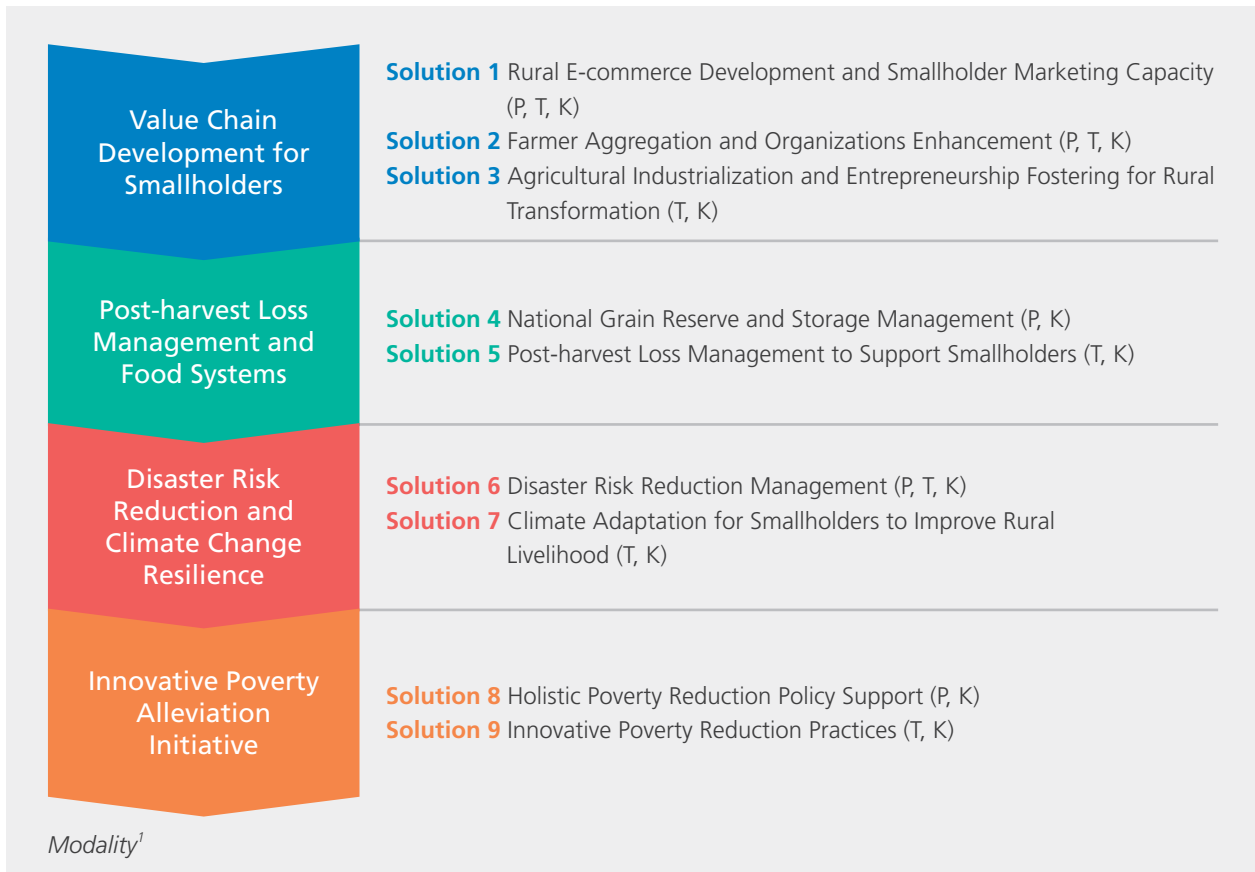 Value Chain
Development for
Smallholders
Solution 1 Rural E-commerce Development and Smallholder Marketing Capacity
(P, T, K)
Solution 2 Farmer Aggregation and Organizations Enhancement (P, T, K)
Solution 3 Agricultural Industrialization and Entrepreneurship Fostering for Rural
Transformation (T, K)
Post-harvest Loss
Management and
Food Systems
Solution 4 National Grain Reserve and Storage Management (P, K)
Solution 5 Post-harvest Loss Management to Support Smallholders (T, K)
Disaster Risk
Reduction and
Climate Change
Resilience
Solution 6 Disaster Risk Reduction Management (P, T, K)
Solution 7 Climate Adaptation for Smallholders to Improve Rural
Livelihood (T, K)
Innovative Poverty
Alleviation
Initiative
Solution 8 Holistic Poverty Reduction Policy Support (P, K)
Solution 9 Innovative Poverty Reduction Practices (T, K)
Modality¹